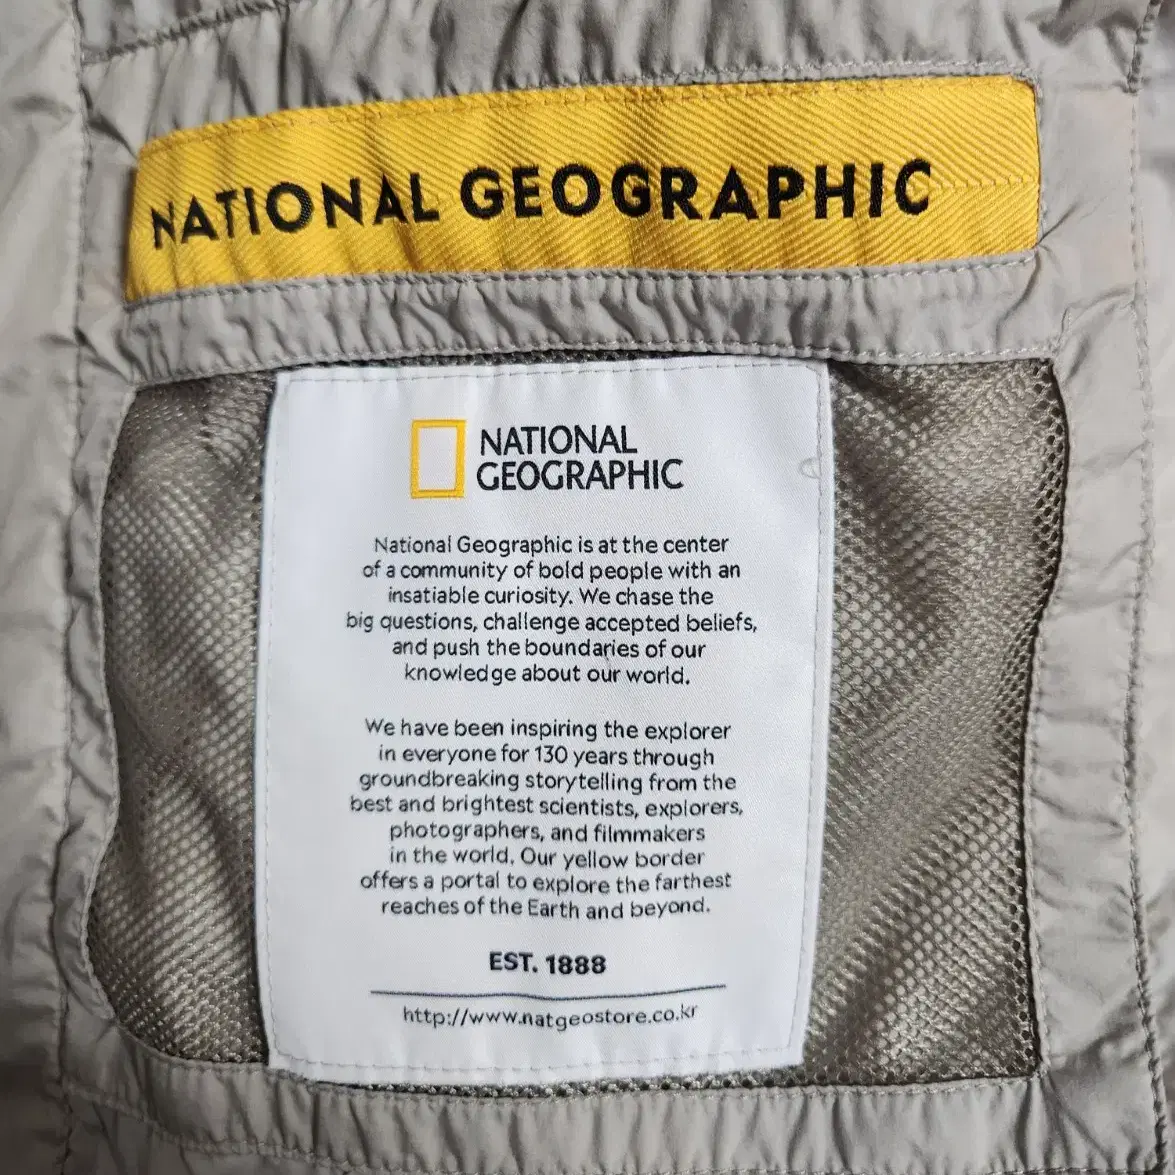 NATIONAL GEOGRAPHIC
NATIONAL
GEOGRAPHIC
National Geographic is at the center
of a community of bold people with an
insatiable curiosity. We chase the
big questions, challenge accepted beliefs,
and push the boundaries of our
knowledge about our world.
We have been inspiring the explorer
in everyone for 130 years through
groundbreaking storytelling from the
best and brightest scientists, explorers,
photographers, and filmmakers
in the world. Our yellow border
offers a portal to explore the farthest
reaches of the Earth and beyond.
EST. 1888
http://www.natgeostore.co.kr